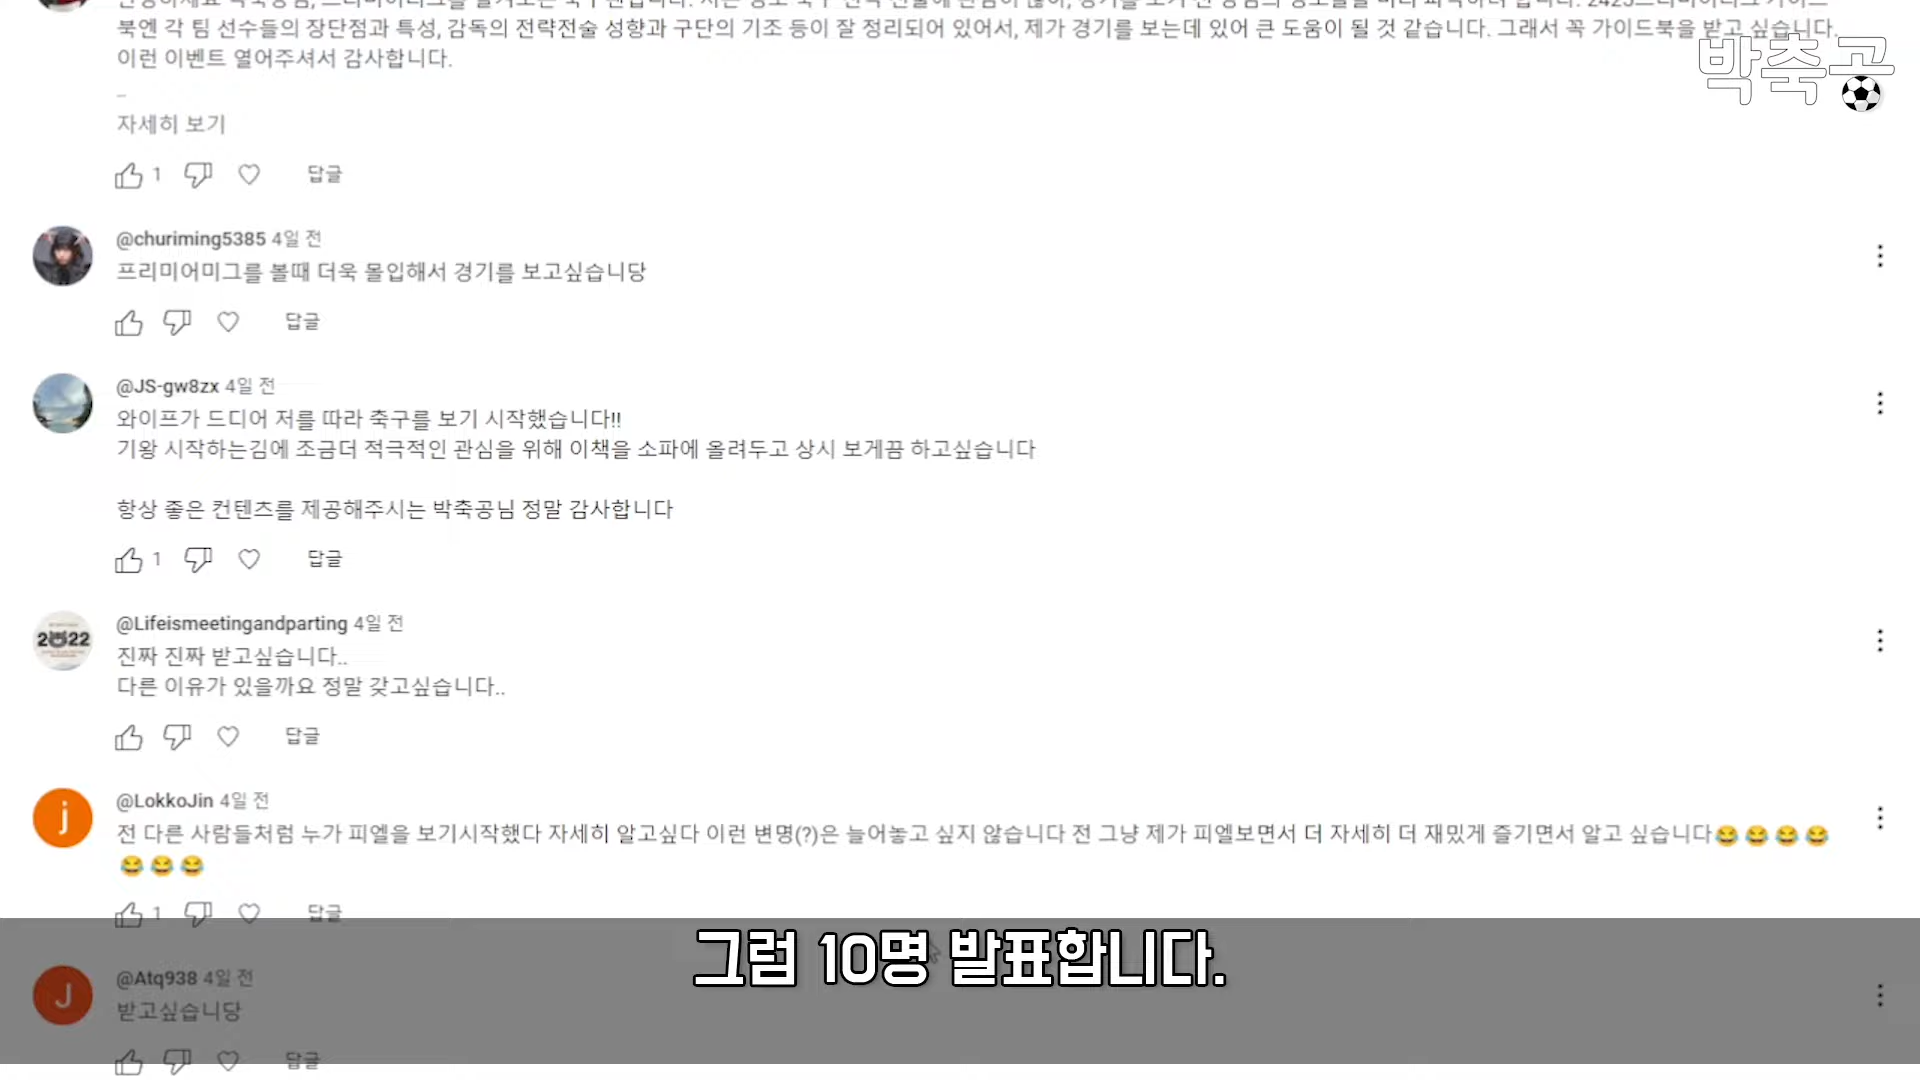 북엔 각 팀 선수들의 장단점과 특성, 감독의 전략전술 성향과 구단의 기조 등이 잘 정리되어 있어서, 제가 경기를 보는데 있어 큰 도움이 될 것 같습니다. 그래서 꼭 가이드북을 받고 싶습니다.
이런 이벤트 열어주셔서 감사합니다.
박축공
자세히 보기
1 답글
@churiming5385 4일 전
프리미어미그를 볼때 더욱 몰입해서 경기를 보고싶습니당
답글
@JS-gw8zx 4일 전
와이프가 드디어 저를 따라 축구를 보기 시작했습니다!!
기왕 시작하는김에 조금더 적극적인 관심을 위해 이책을 소파에 올려두고 상시 보게끔 하고싶습니다
항상 좋은 컨텐츠를 제공해주시는 박축공님 정말 감사합니다
1 답글
2022
@Lifeismeetingandparting 4일 전
진짜 진짜 받고싶습니다..
다른 이유가 있을까요 정말 갖고싶습니다..
답글
j
@LokkoJin 4일 전
전 다른 사람들처럼 누가 피엘을 보기시작했다 자세히 알고싶다 이런 변명(?)은 늘어놓고 싶지 않습니다 전 그냥 제가 피엘보면서 더 자세히 더 재밌게 즐기면서 알고 싶습니다😂😂😂😂
😂😂😂
1 답글
그럼 10명 발표합니다.
J
@Atq938 4일 전
받고싶습니당
답글